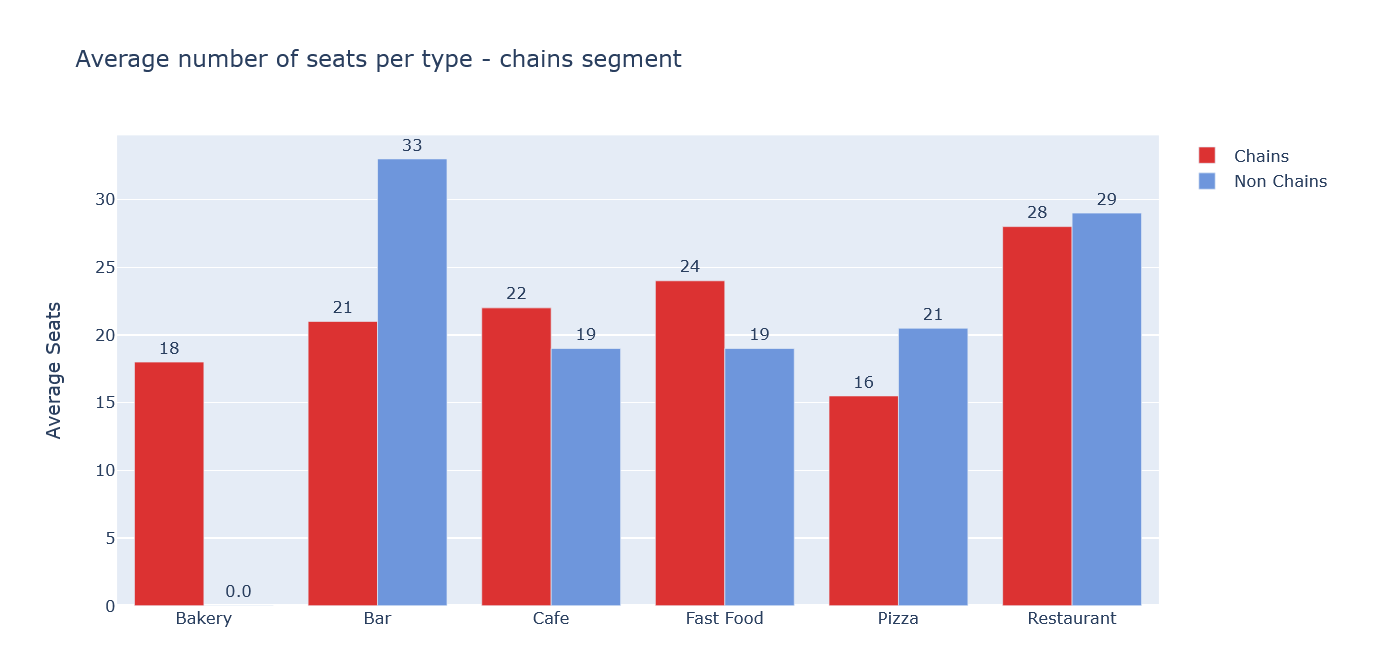 Average number of seats per type - chains segment
Chains
Non Chains
Average Seats
30
25
20
15
10
5
0
18
0.0
21
33
22
19
24
19
16
21
28
29
Bakery
Bar
Cafe
Fast Food
Pizza
Restaurant